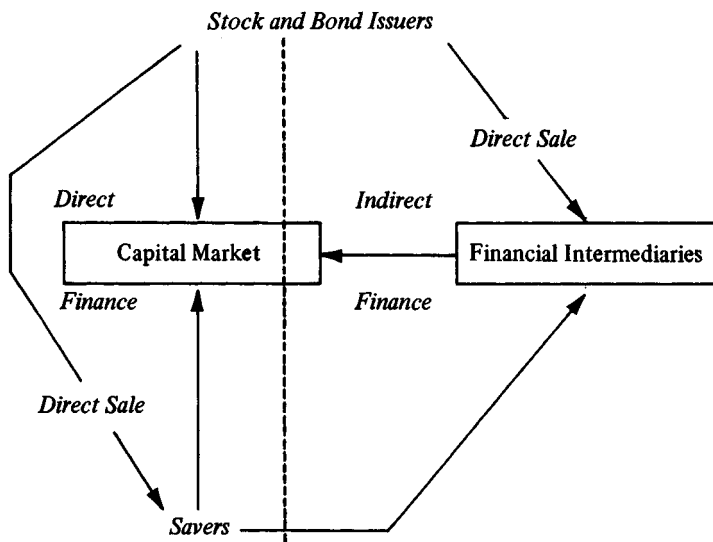 Stock and Bond Issuers
Direct Sale
Direct
Indirect
Capital Market
Financial Intermediaries
Finance
Finance
Direct Sale
Savers